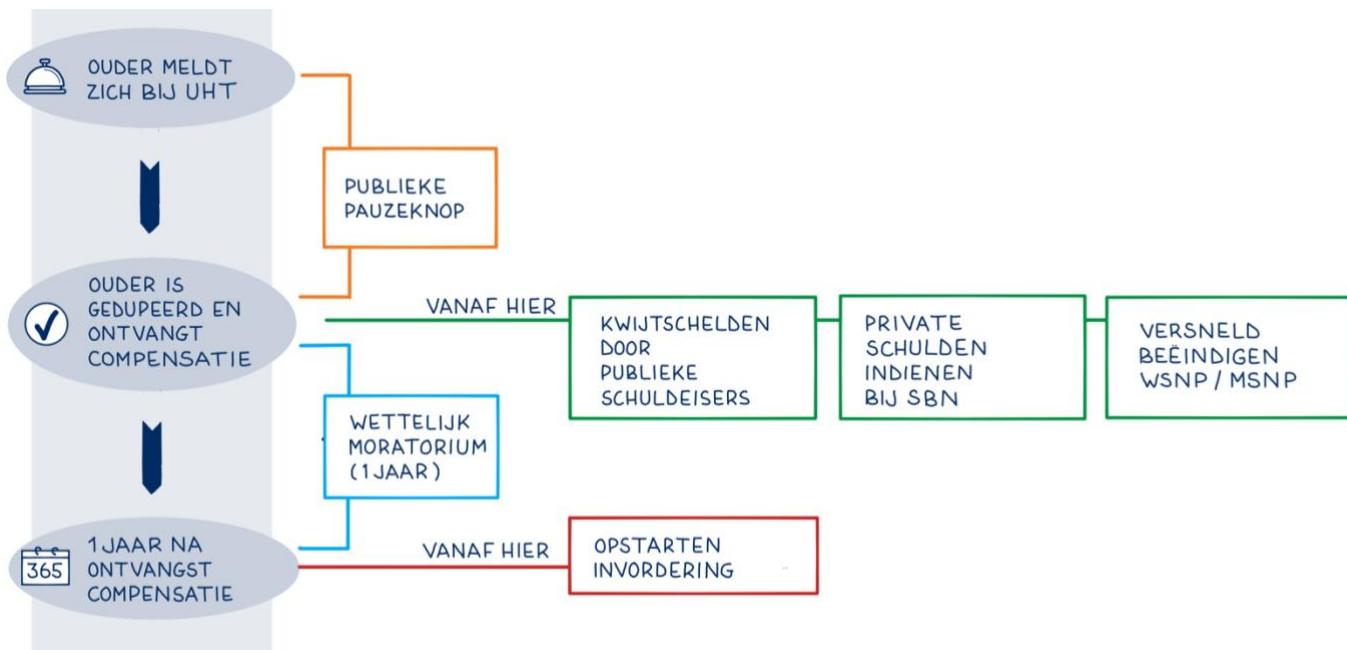 OUDER MELDT
ZICH BIJ UHT
PUBLIEKE
PAUZEKNOP
OUDER IS
GEDUPEERD EN
ONTVANGT
COMPENSATIE
VANAF HIER
KWIJTSCHELDEN
DOOR
PUBLIEKE
SCHULDEISERS
PRIVATE
SCHULDEN
INDIENEN
BIJ SBN
VERSNELD
BEËINDIGEN
WSNP / MSNP
WETTELIJK
MORATORIUM
(1 JAAR)
365
1 JAAR NA
ONTVANGST
COMPENSATIE
VANAF HIER
OPSTARTEN
INVORDERING